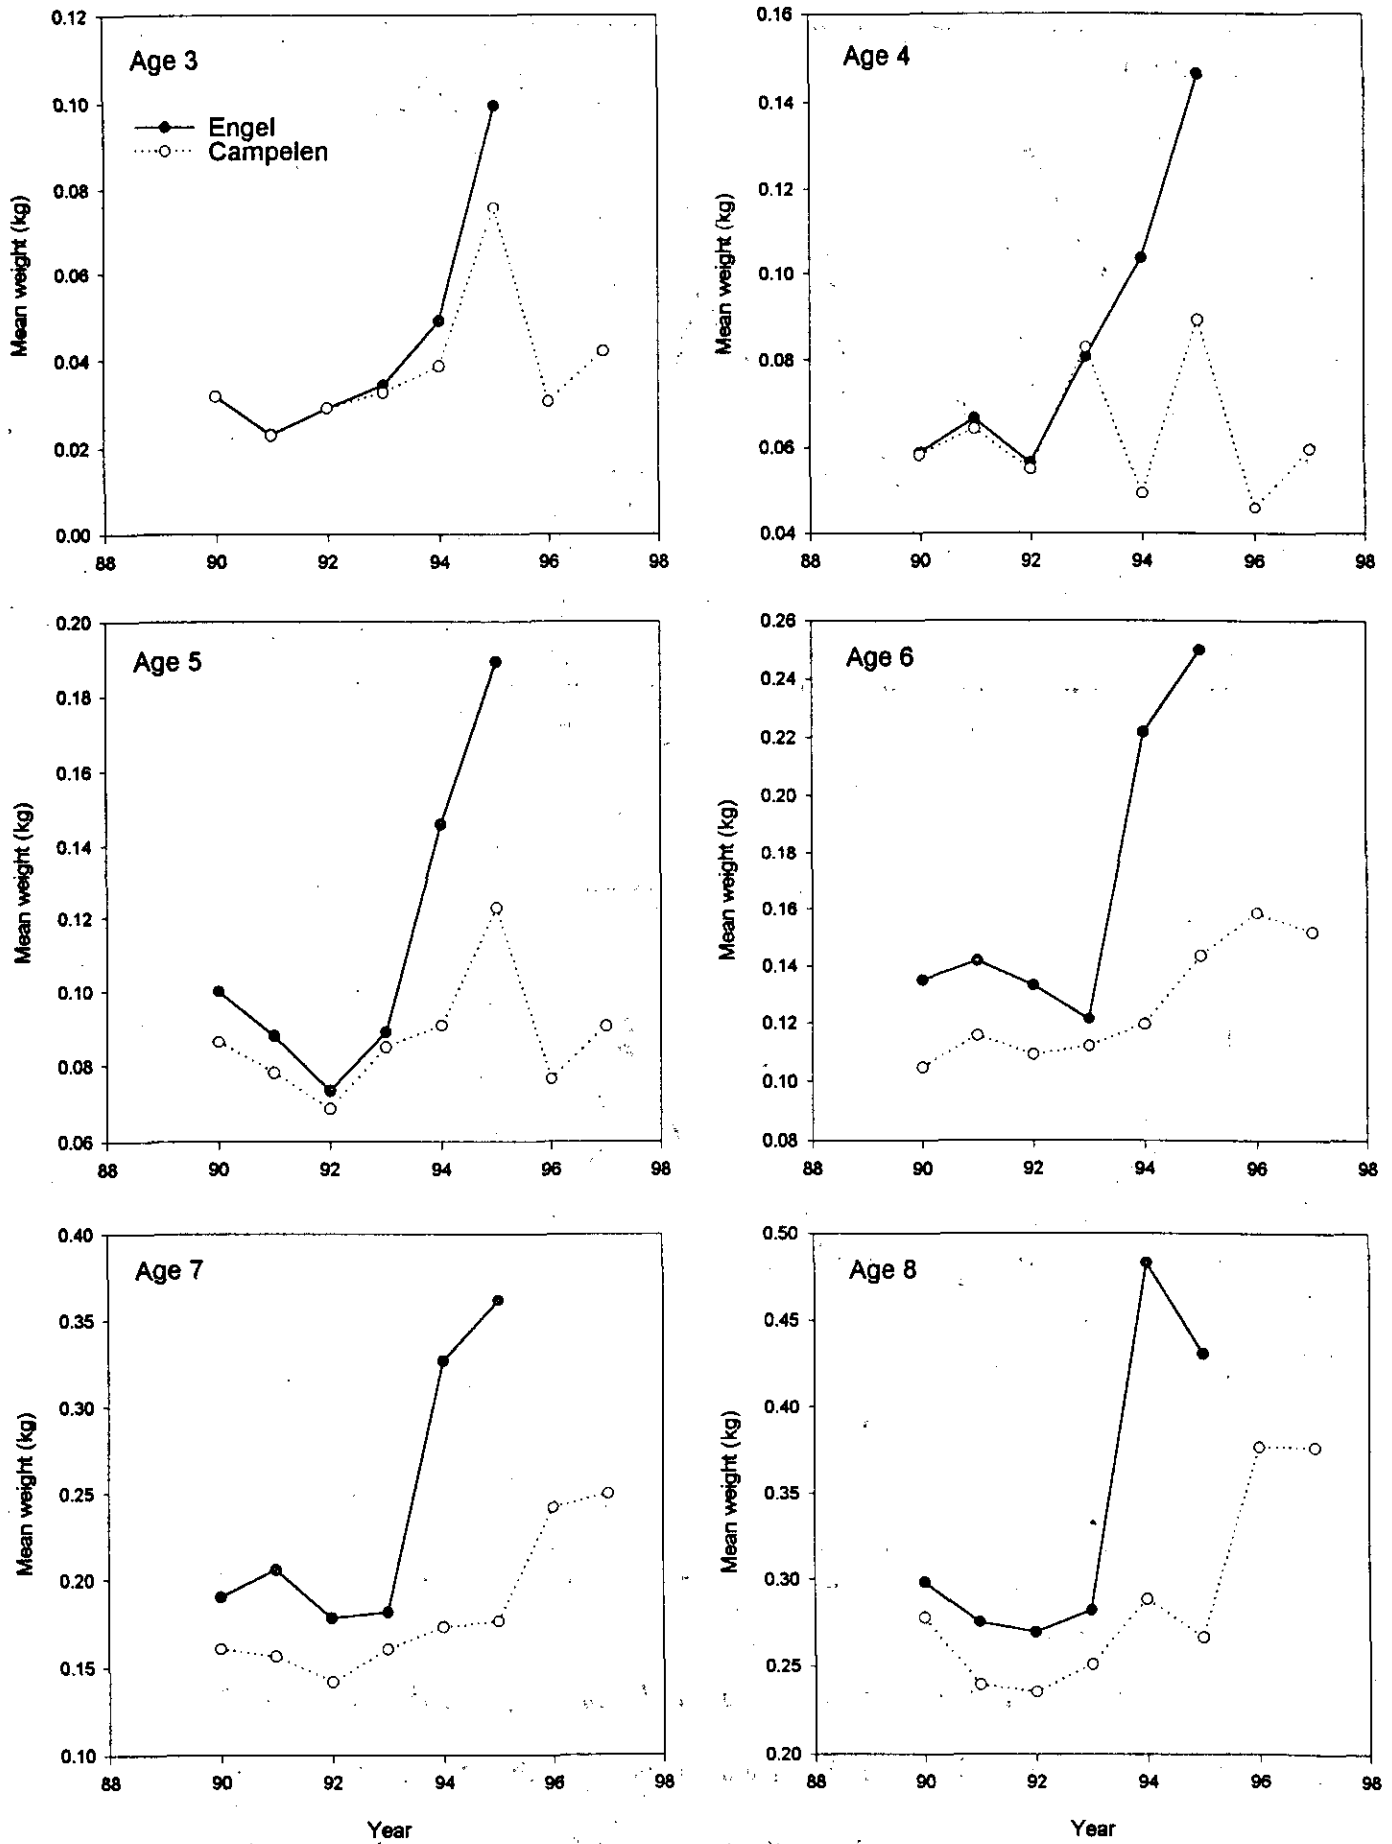 Age 3
Engel
Campelen
Mean weight (kg)
0.12
0.10
0.08
0.06
0.04
0.02
0.00
88 90 92 94 96 98
Age 4
Mean weight (kg)
0.16
0.14
0.12
0.10
0.08
0.06
0.04
88 90 92 94 96 98
Age 5
Mean weight (kg)
0.20
0.18
0.16
0.14
0.12
0.10
0.08
0.06
88 90 92 94 96 98
Age 6
Mean weight (kg)
0.26
0.24
0.22
0.20
0.18
0.16
0.14
0.12
0.10
0.08
88 90 92 94 96 98
Age 7
Mean weight (kg)
0.40
0.35
0.30
0.25
0.20
0.15
0.10
88 90 92 94 96 98
Year
Age 8
Mean weight (kg)
0.50
0.45
0.40
0.35
0.30
0.25
0.20
88 90 92 94 96 98
Year